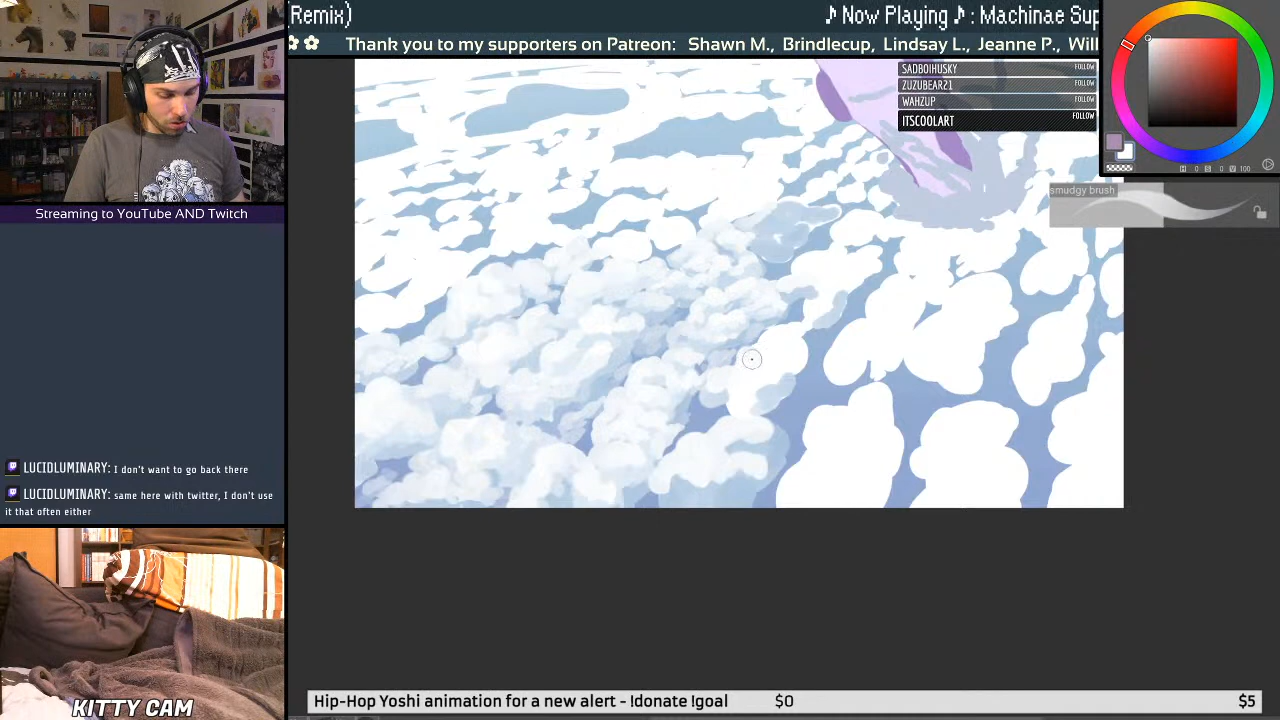 (Remix)
♪ Now Playing ♪ : Machinae Sup
Thank you to my supporters on Patreon: Shawn M., Brindlecup, Lindsay L., Jeanne P., Will
SADBOIHUSKY FOLLOW
ZUZUBEAR21 FOLLOW
WAHZUP FOLLOW
ITSCOOLART FOLLOW
smudgy brush
Streaming to YouTube AND Twitch
LUCIDLUMINARY: I don't want to go back there
LUCIDLUMINARY: same here with twitter, I don't use
it that often either
KITTY CAM
Hip-Hop Yoshi animation for a new alert - !donate !goal $0 $5